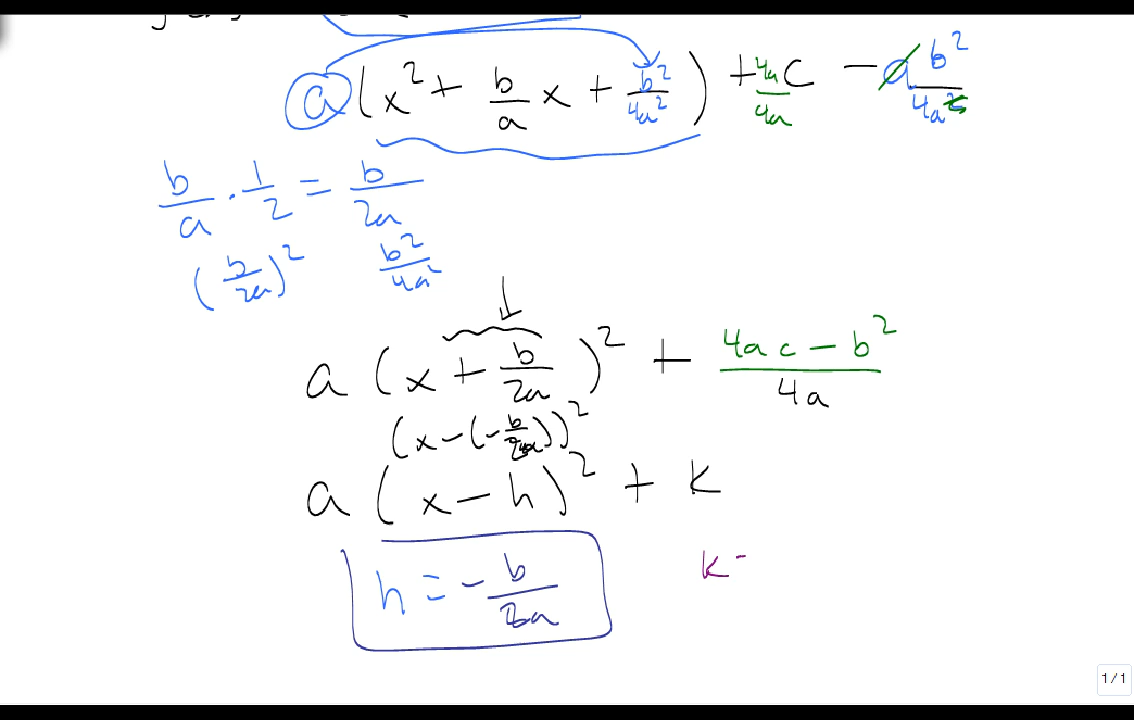 a (x² + b/a x + b²/4a²) + 4a/4a c - a b²/4a²
b/a · 1/2 = b/2a
(b/2a)² b²/4a²
a (x + b/2a)² + 4ac - b²/4a
(x - (-b/2a))²
a (x - h)² + k
h = - b/2a
k =
1/1